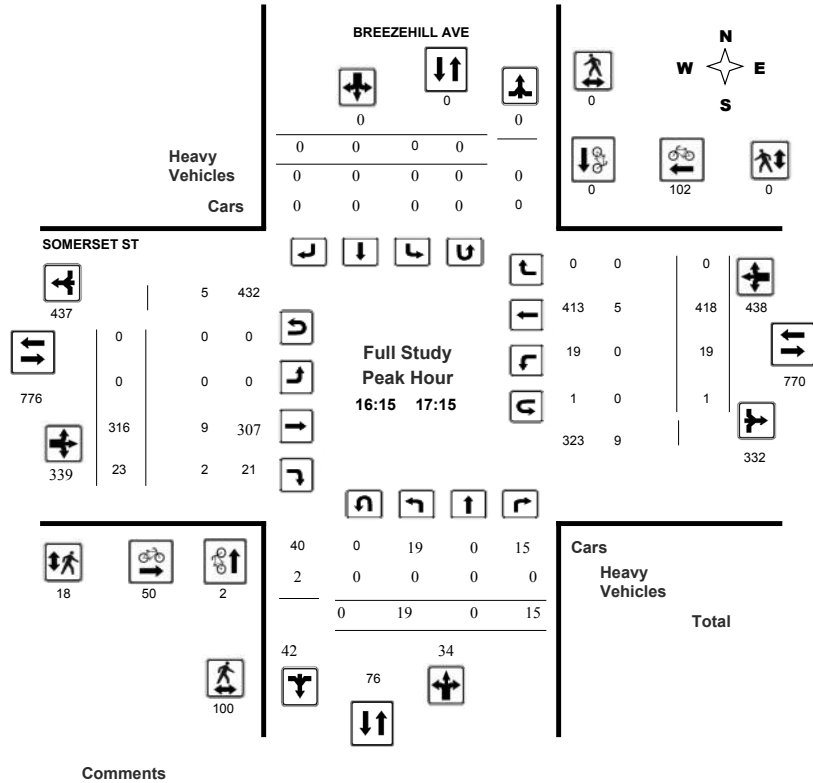 BREEZEHILL AVE
N
W E
S
0 0
0 0
0 0 0 0
Heavy
Vehicles
0 0 0 0 0
0 102 0
Cars
0 0 0 0 0
SOMERSET ST
0 0 0
437
5 432
413 5 418 438
0 0 0
Full Study
Peak Hour
19 0 19
776
770
0 0 0
16:15 17:15
1 0 1
316 9 307
323 9
339
23 2 21
332
40 0 19 0 15
Cars
2 0 0 0 0
Heavy
Vehicles
18 50 2
0 19 0 15
Total
42 34
76
100
Comments